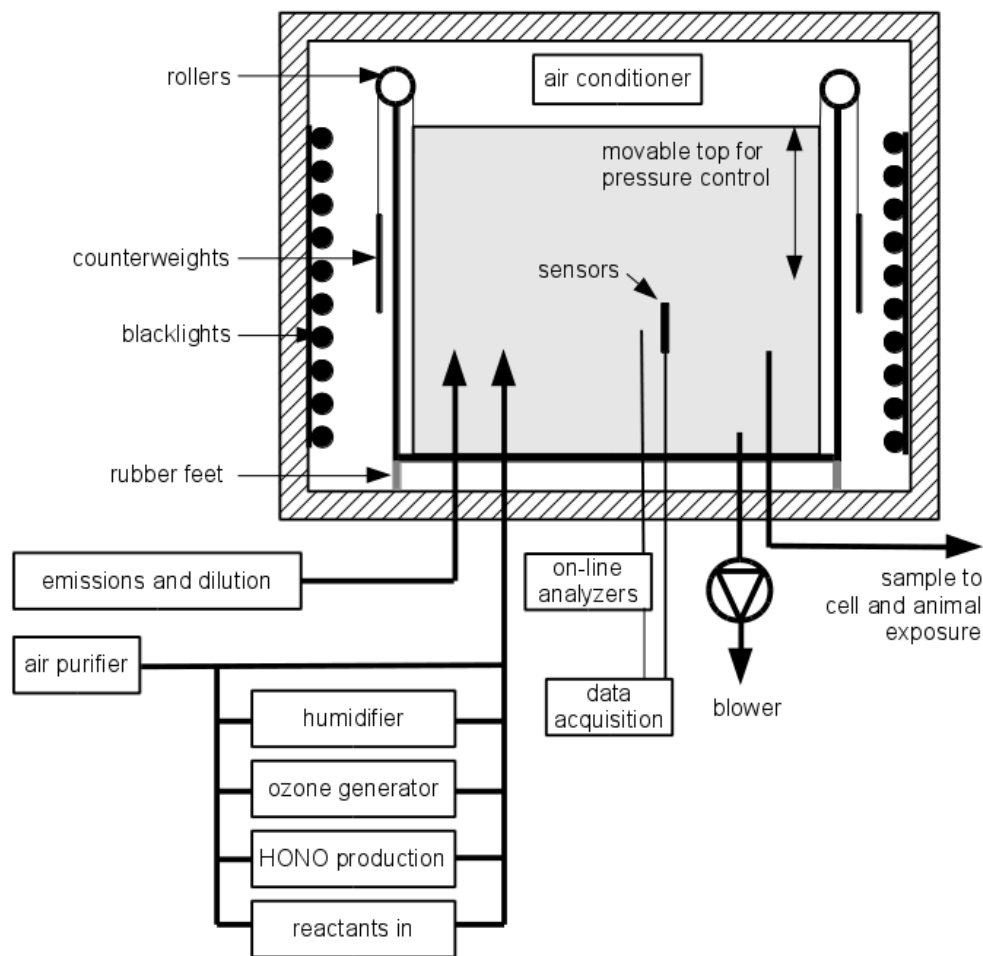 rollers
air conditioner
movable top for
pressure control
counterweights
sensors
blacklights
rubber feet
emissions and dilution
on-line
analyzers
sample to
cell and animal
exposure
air purifier
data
acquisition
blower
humidifier
ozone generator
HONO production
reactants in